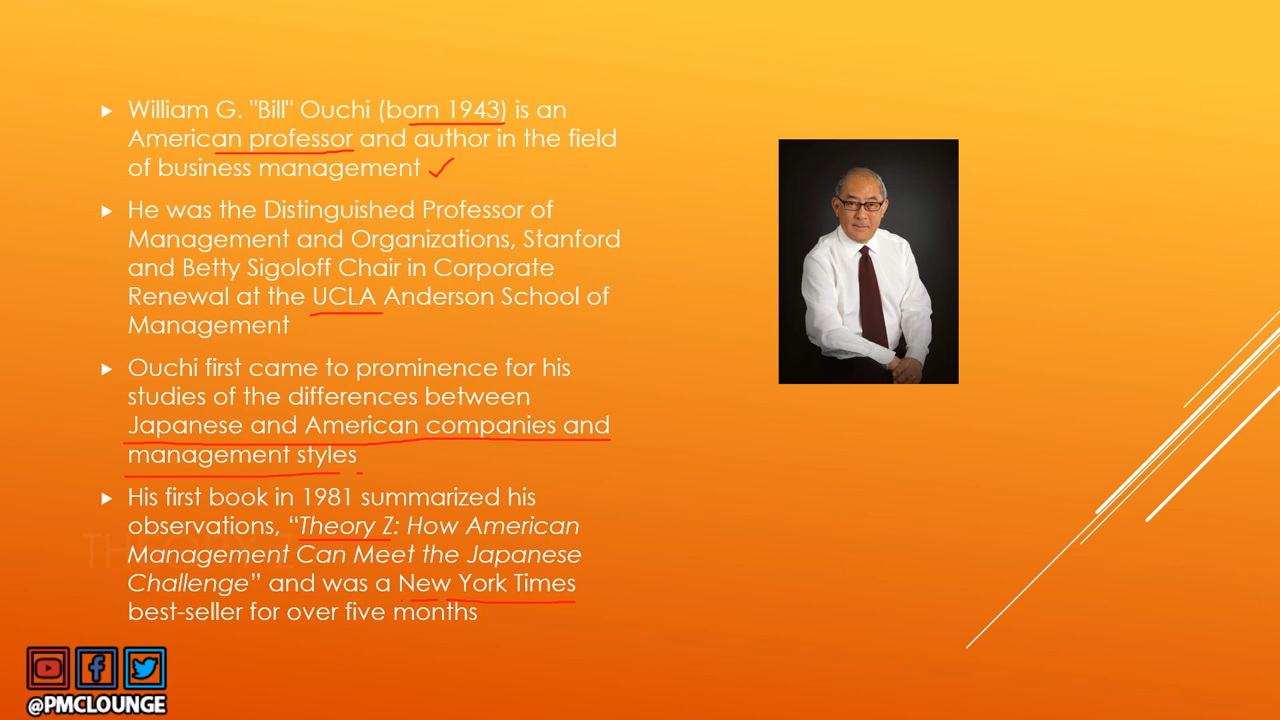 William G. "Bill" Ouchi (born 1943) is an
American professor and author in the field
of business management
He was the Distinguished Professor of
Management and Organizations, Stanford
and Betty Sigoloff Chair in Corporate
Renewal at the UCLA Anderson School of
Management
Ouchi first came to prominence for his
studies of the differences between
Japanese and American companies and
management styles
His first book in 1981 summarized his
observations, “Theory Z: How American
Management Can Meet the Japanese
Challenge” and was a New York Times
best-seller for over five months
@PMCLOUNGE